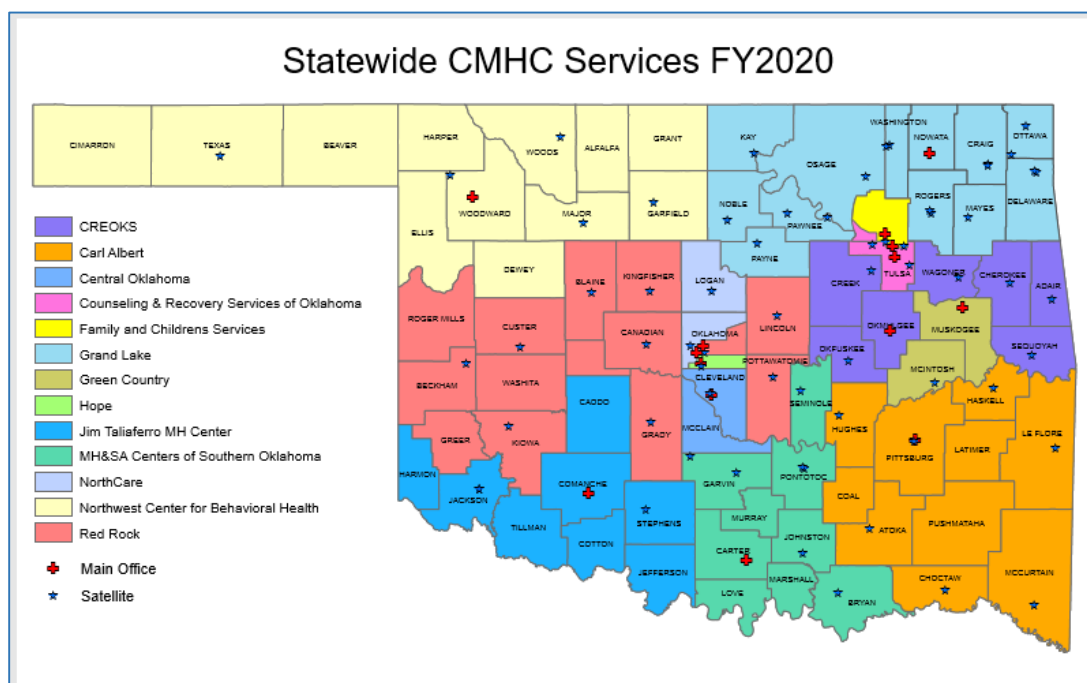 Statewide CMHC Services FY2020
CIMARRON
TEXAS
BEAVER
HARPER
WOODS
ALFALFA
GRANT
KAY
OSAGE
WASHINGTON
NOWATA
CRAIG
OTTAWA
ELLIS
WOODWARD
MAJOR
GARFIELD
NOBLE
PAWNEE
ROGERS
MAYES
DELAWARE
DEWEY
BLAINE
KINGFISHER
LOGAN
PAYNE
CREEK
TULSA
WAGONER
CHEROKEE
ADAIR
ROGER MILLS
CUSTER
CANADIAN
OKLAHOMA
LINCOLN
OKMULGEE
MUSKOGEE
OKFUSKEE
SEQUOYAH
BECKHAM
WASHITA
CADDO
GRADY
CLEVELAND
POTTAWATOMIE
SEMINOLE
MCINTOSH
HASKELL
GREER
KIOWA
MCCLAIN
HUGHES
PITTSBURG
LATIMER
LE FLORE
HARMON
JACKSON
COMANCHE
GARVIN
PONTOTOC
COAL
TILLMAN
COTTON
STEPHENS
MURRAY
JOHNSTON
ATOKA
PUSHMATAHA
JEFFERSON
CARTER
MARSHALL
LOVE
BRYAN
CHOCTAW
MCCURTAIN
CREOKS
Carl Albert
Central Oklahoma
Counseling & Recovery Services of Oklahoma
Family and Childrens Services
Grand Lake
Green Country
Hope
Jim Taliaferro MH Center
MH&SA Centers of Southern Oklahoma
NorthCare
Northwest Center for Behavioral Health
Red Rock
Main Office
Satellite